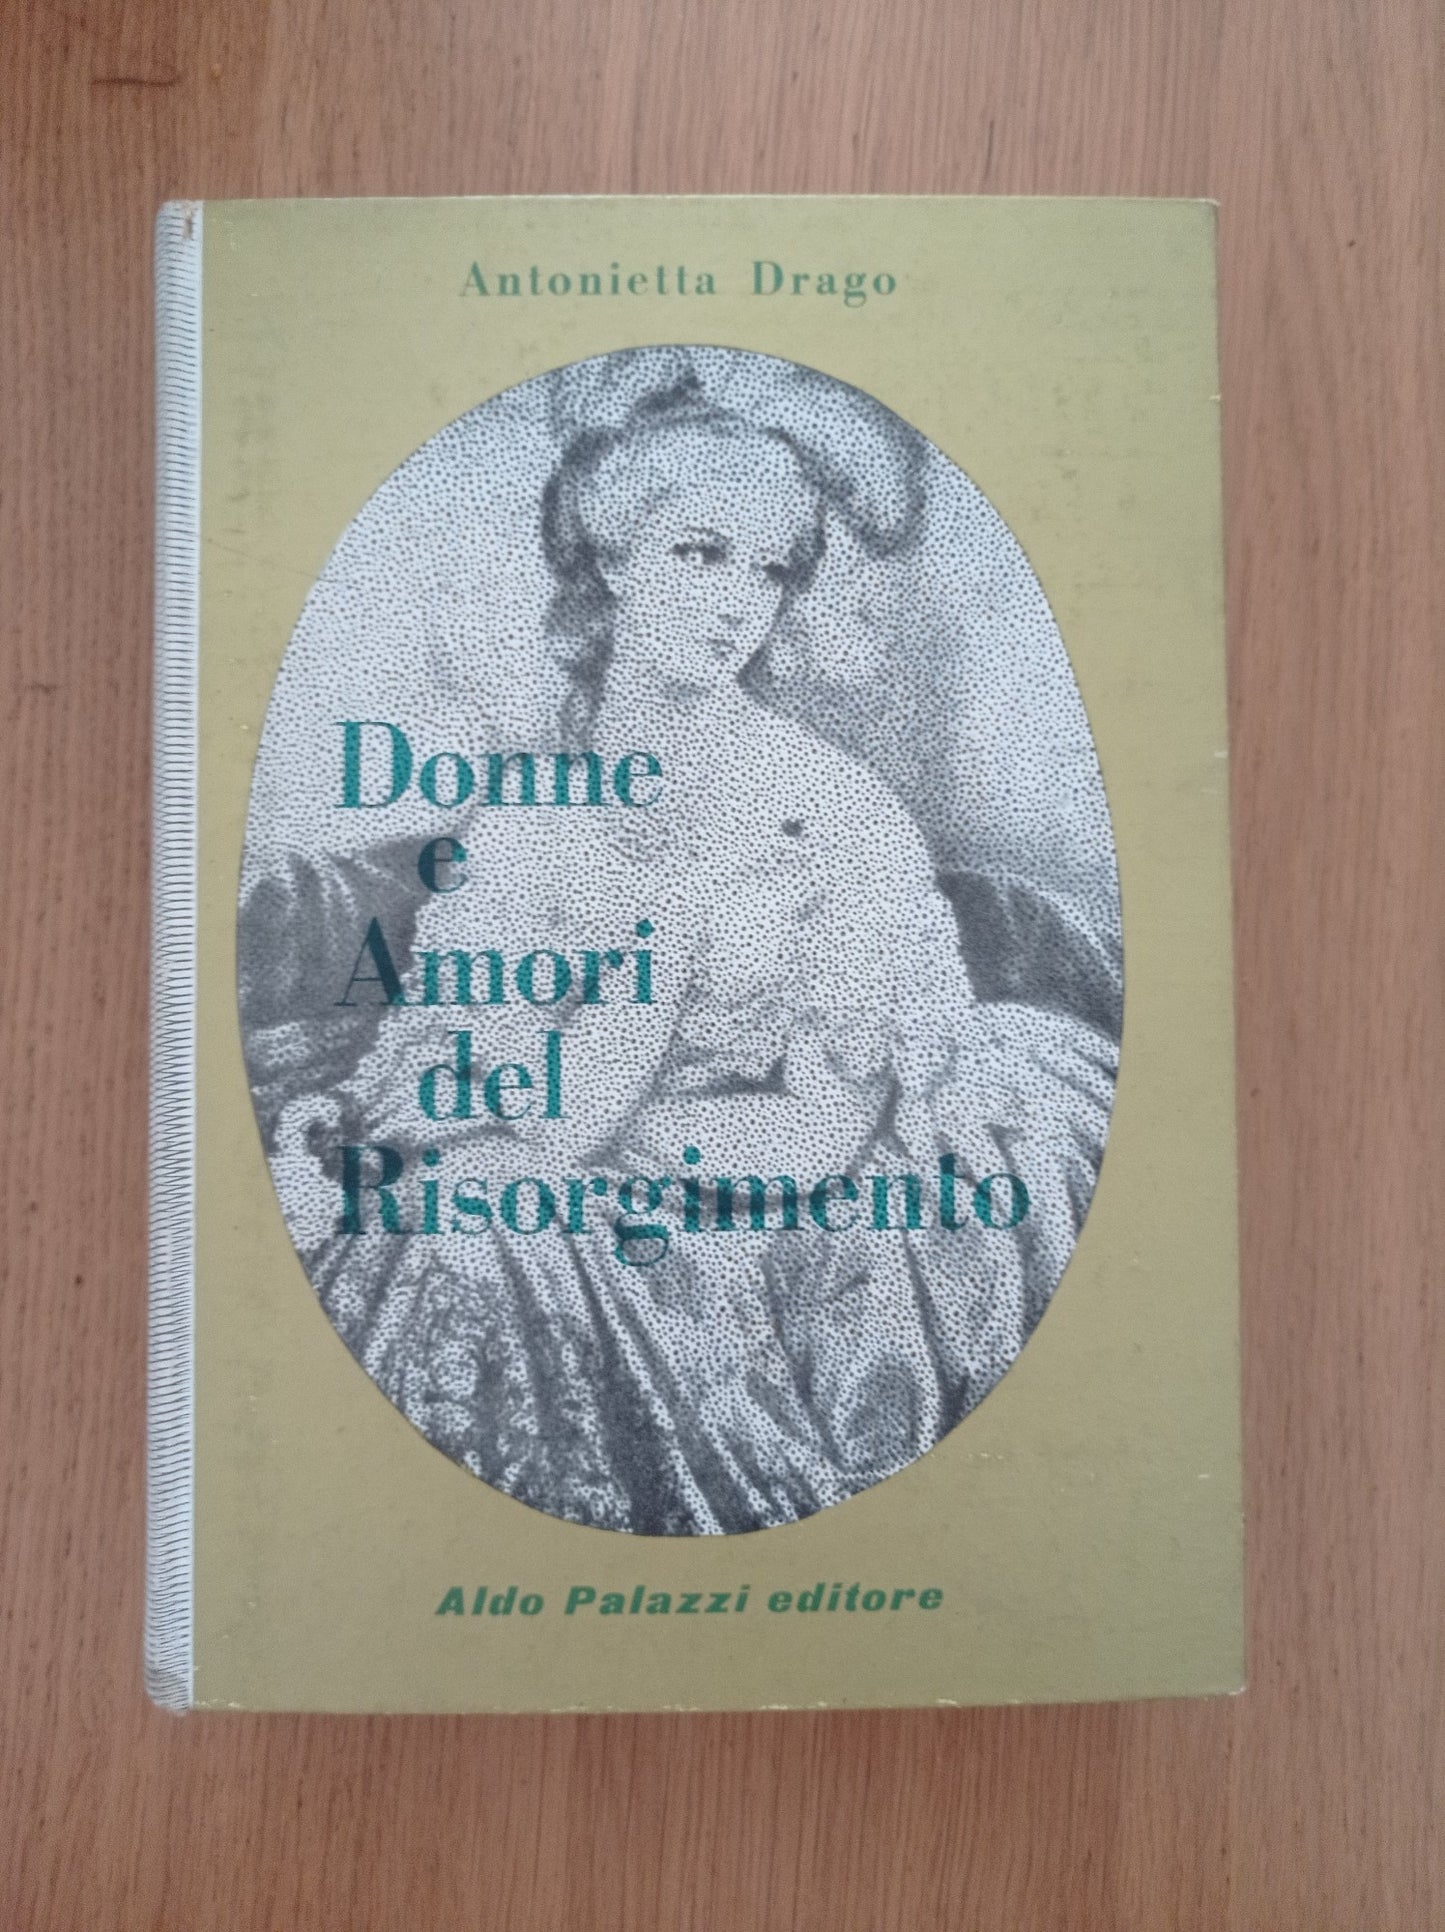 Antonietta Drago
Donne
e
Amori
del
Risorgimento
Aldo Palazzi editore